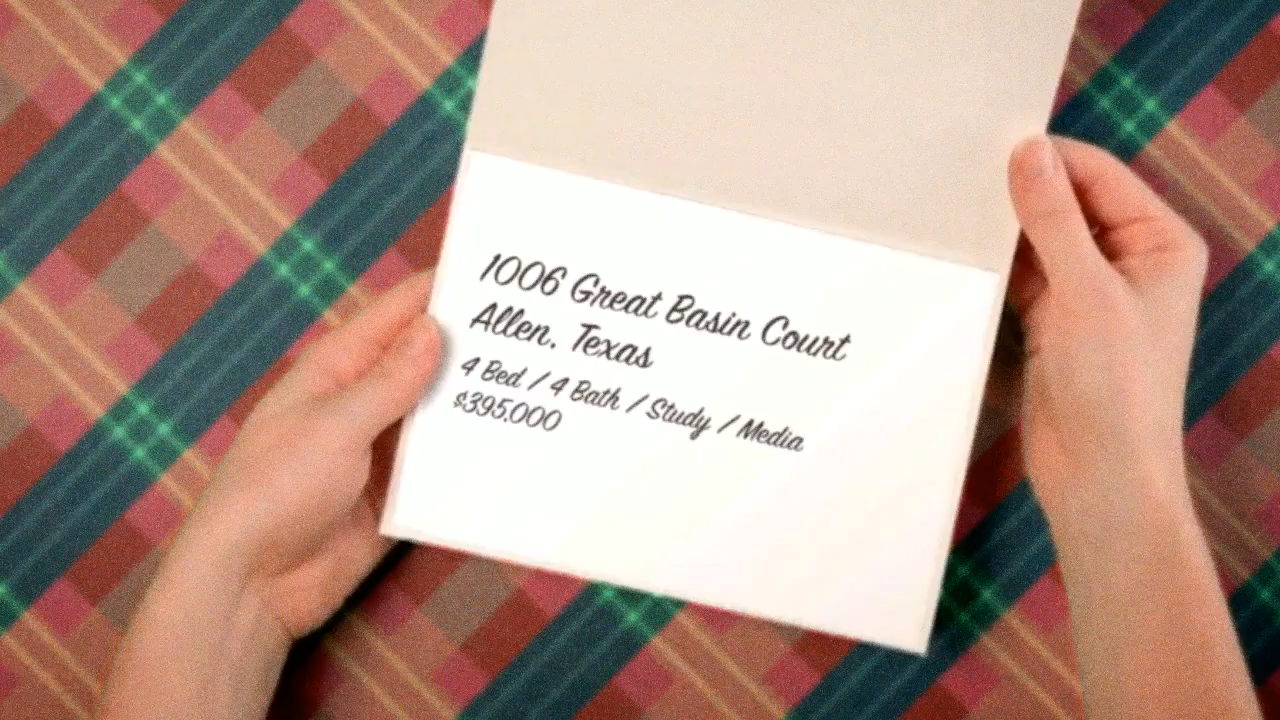 1006 Great Basin Court
Allen, Texas
4 Bed / 4 Bath / Study / Media
$395,000